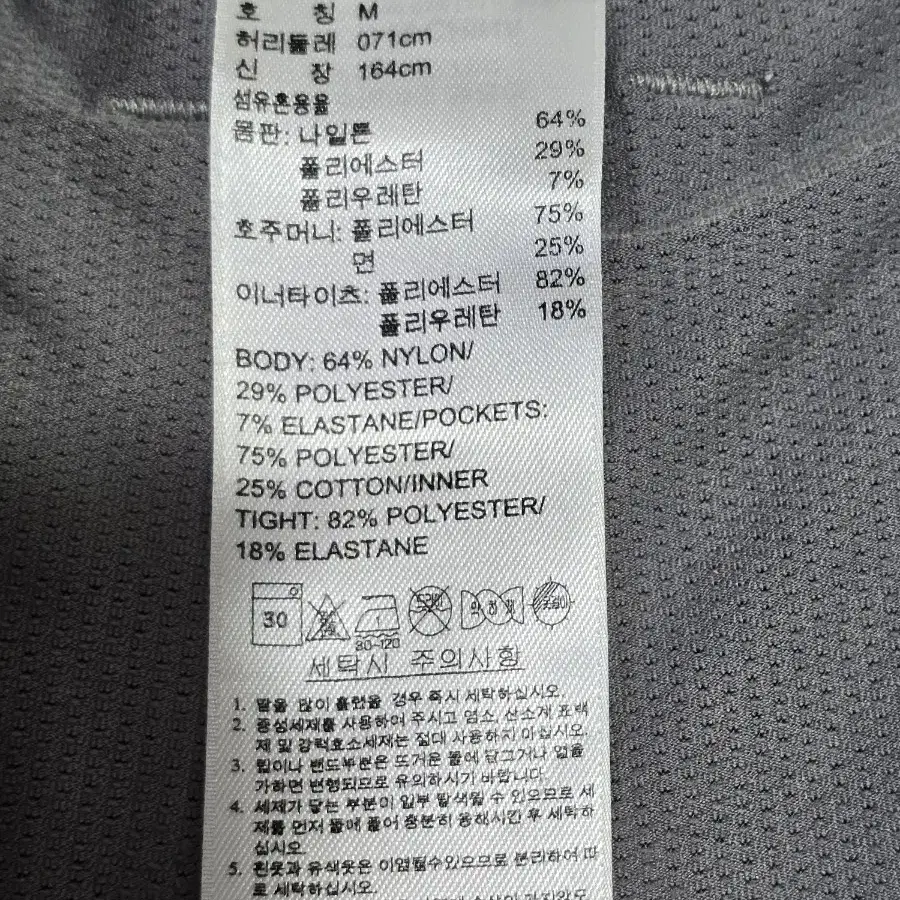 호 칭 M
허리둘레 071cm
신 장 164cm
섬유혼용율
몸판: 나일론 64%
폴리에스터 29%
폴리우레탄 7%
호주머니: 폴리에스터 75%
면 25%
이너타이츠: 폴리에스터 82%
폴리우레탄 18%
BODY: 64% NYLON/
29% POLYESTER/
7% ELASTANE/POCKETS:
75% POLYESTER/
25% COTTON/INNER
TIGHT: 82% POLYESTER/
18% ELASTANE
30 80-120 드라이 약하게
세탁시 주의사항
1. 땀을 많이 흘렸을 경우 즉시 세탁하십시오.
2. 중성세제를 사용하여 주시고 염소, 산소계 표백
제 및 강력효소세제는 절대 사용하지 마십시오.
3. 힙이나 밴드부분은 뜨거운 물에 담그거나 열을
가하면 변형되므로 유의하시기 바랍니다.
4. 세제가 닿는 부분이 일부 탈색될 수 있으므로 세
제를 먼저 물에 풀어 충분히 용해시간 후 세탁하
십시오.
5. 흰옷과 유색옷은 이염될수있으므로 분리하여 따
로 세탁하십시오.